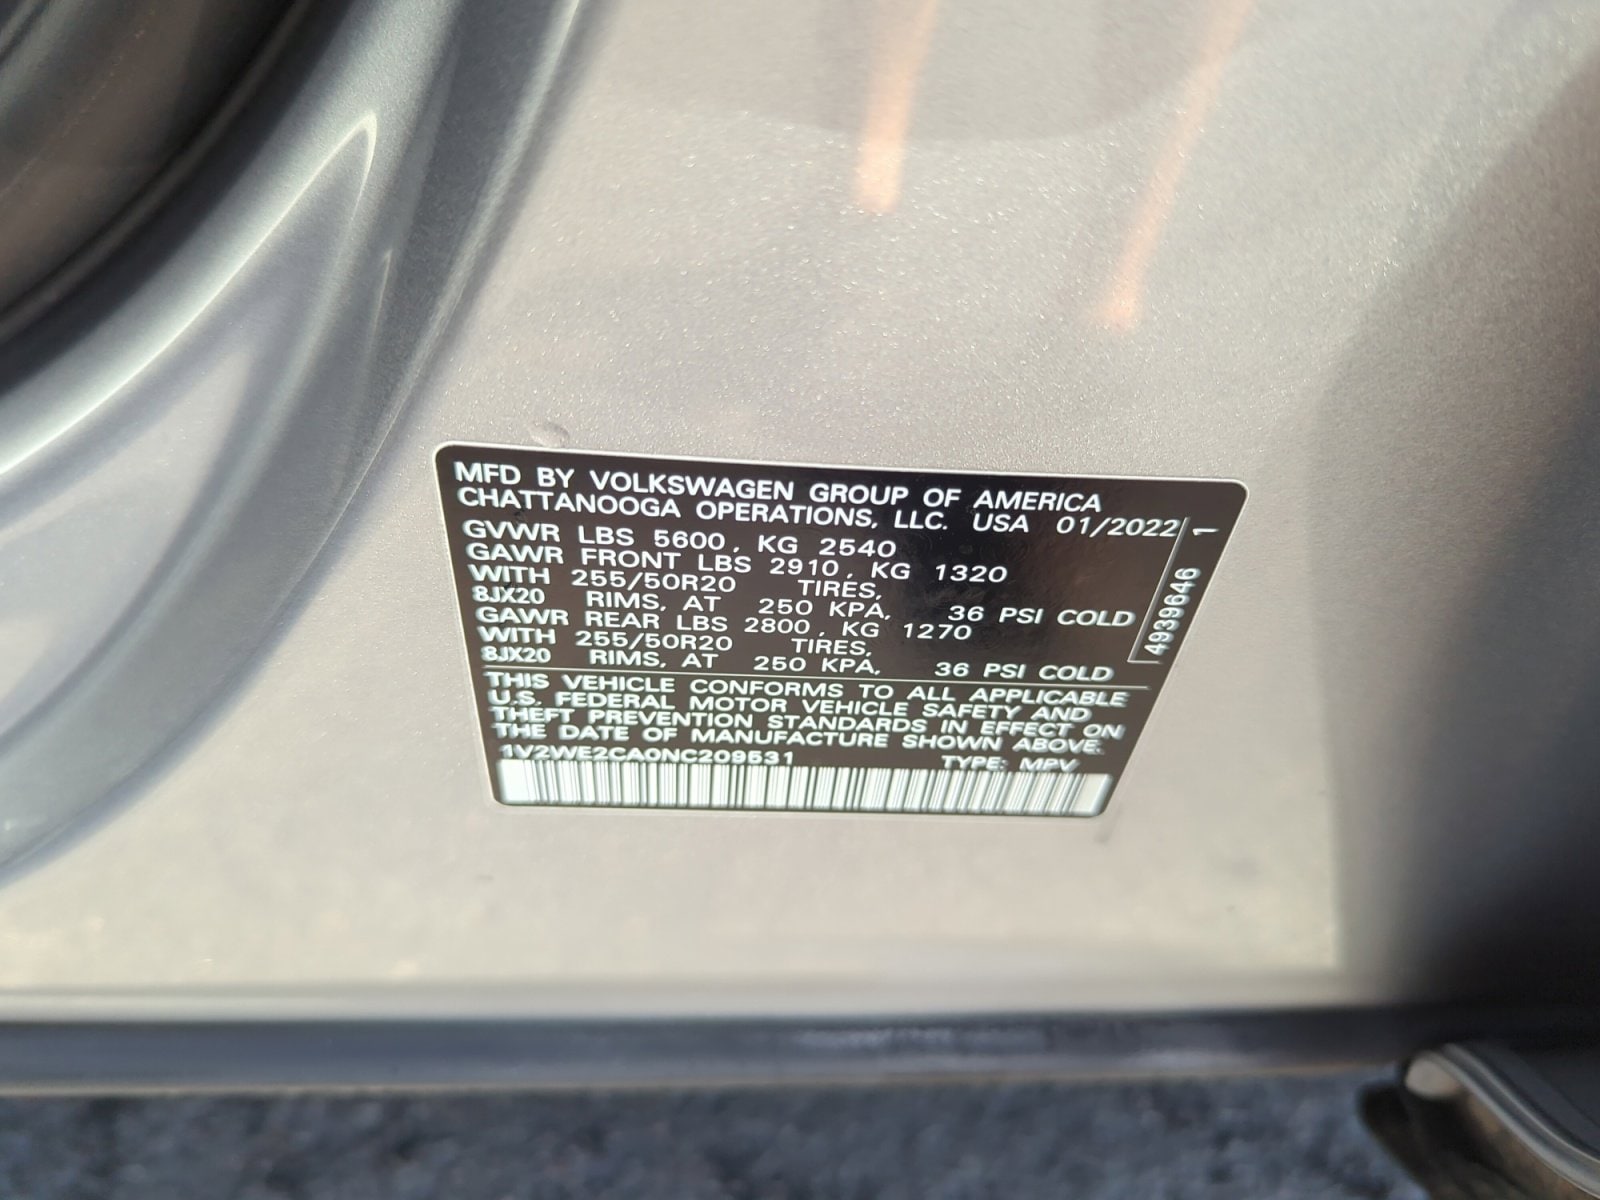 MFD BY VOLKSWAGEN GROUP OF AMERICA
CHATTANOOGA OPERATIONS, LLC. USA 01/2022
GVWR LBS 5600, KG 2540
GAWR FRONT LBS 2910, KG 1320
WITH 255/50R20 TIRES,
8JX20 RIMS, AT 250 KPA, 36 PSI COLD
GAWR REAR LBS 2800, KG 1270
WITH 255/50R20 TIRES,
8JX20 RIMS, AT 250 KPA, 36 PSI COLD
THIS VEHICLE CONFORMS TO ALL APPLICABLE
U.S. FEDERAL MOTOR VEHICLE SAFETY AND
THEFT PREVENTION STANDARDS IN EFFECT ON
THE DATE OF MANUFACTURE SHOWN ABOVE.
1V2WE2CA0NC209531 TYPE: MPV
4939646 1